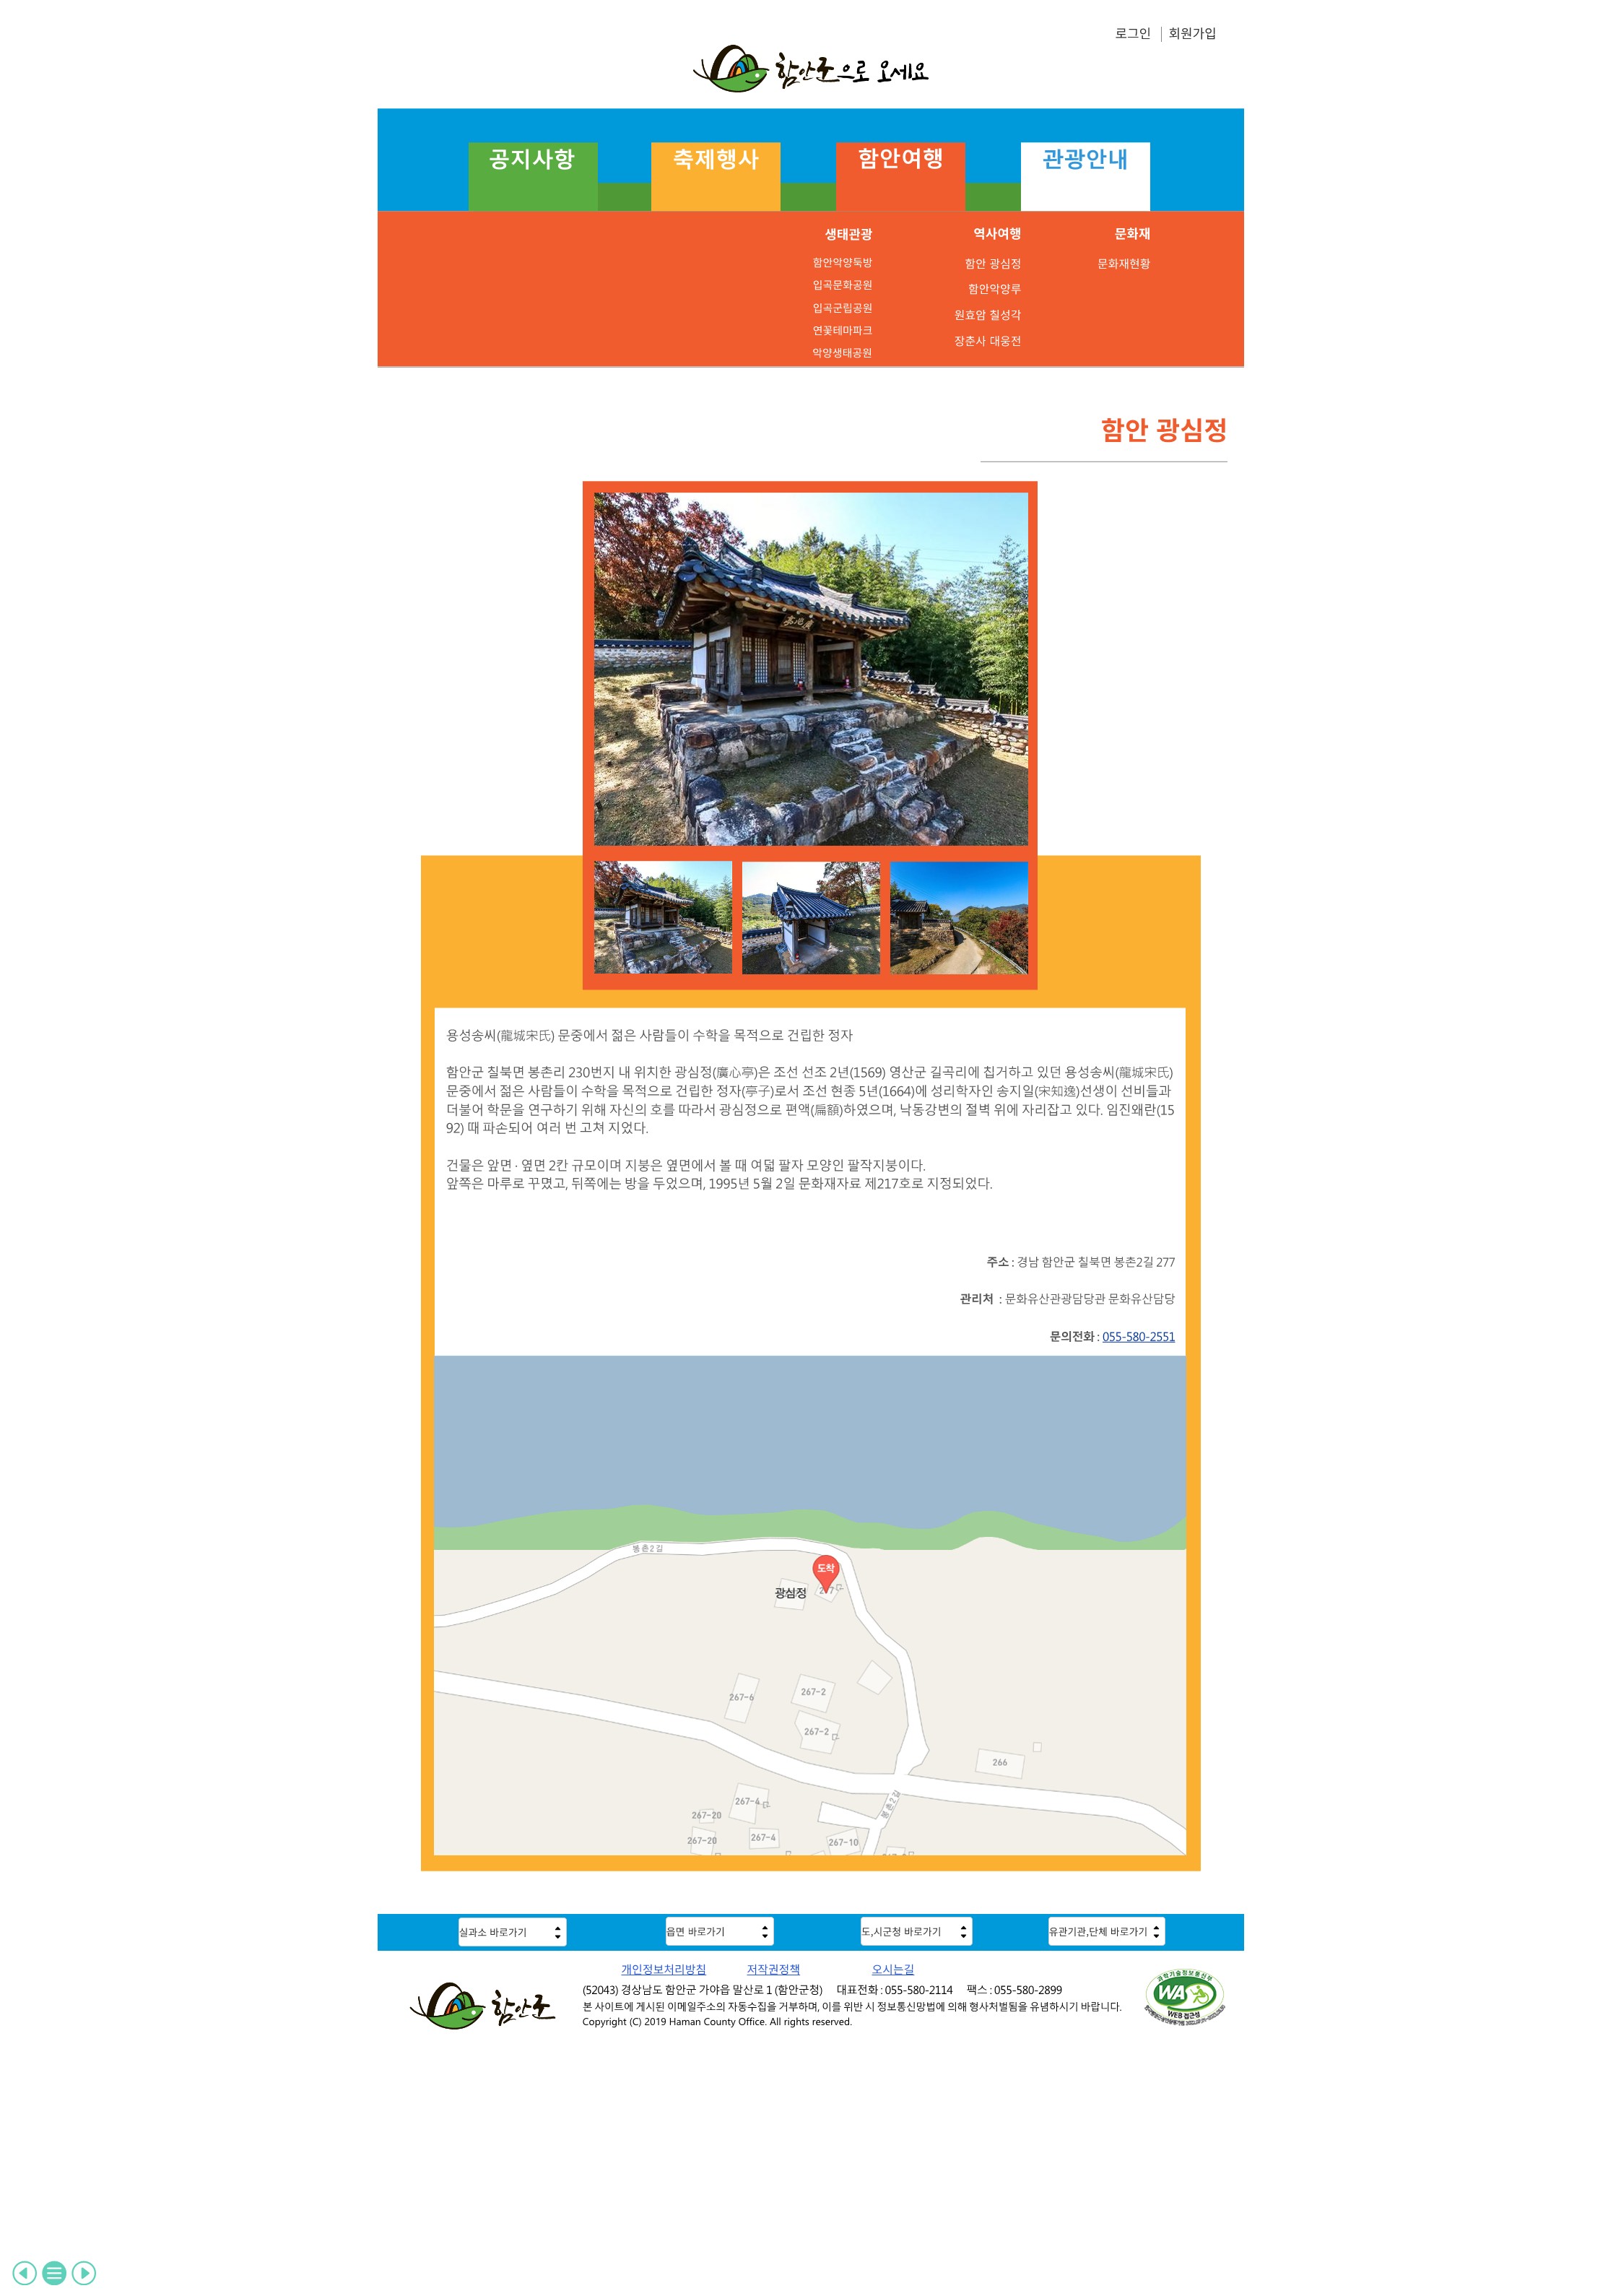 로그인 회원가입
함안군으로 오세요
공지사항 축제행사 함안여행 관광안내
생태관광 역사여행 문화재
함안악양둑방 함안 광심정 문화재현황
입곡문화공원 함안악양루
입곡군립공원 원효암 칠성각
연꽃테마파크 장춘사 대웅전
악양생태공원
함안 광심정
용성송씨(龍城宋氏) 문중에서 젊은 사람들이 수학을 목적으로 건립한 정자
함안군 칠북면 봉촌리 230번지 내 위치한 광심정(廣心亭)은 조선 선조 2년(1569) 영산군 길곡리에 칩거하고 있던 용성송씨(龍城宋氏)
문중에서 젊은 사람들이 수학을 목적으로 건립한 정자(亭子)로서 조선 현종 5년(1664)에 성리학자인 송지일(宋知逸)선생이 선비들과
더불어 학문을 연구하기 위해 자신의 호를 따라서 광심정으로 편액(扁額)하였으며, 낙동강변의 절벽 위에 자리잡고 있다. 임진왜란(15
92) 때 파손되어 여러 번 고쳐 지었다.
건물은 앞면 · 옆면 2칸 규모이며 지붕은 옆면에서 볼 때 여덟 팔자 모양인 팔작지붕이다.
앞쪽은 마루로 꾸몄고, 뒤쪽에는 방을 두었으며, 1995년 5월 2일 문화재자료 제217호로 지정되었다.
주소 : 경남 함안군 칠북면 봉촌2길 277
관리처 : 문화유산관광담당관 문화유산담당
문의전화 : 055-580-2551
봉촌2길
도착
광심정
267-6
267-2
267-2
266
봉촌2길
267-4
267-20
267-20
267-4
267-10
실과소 바로가기 읍면 바로가기 도,시군청 바로가기 유관기관,단체 바로가기
개인정보처리방침 저작권정책 오시는길
함안군
(52043) 경상남도 함안군 가야읍 말산로 1 (함안군청) 대표전화 : 055-580-2114 팩스 : 055-580-2899
본 사이트에 게시된 이메일주소의 자동수집을 거부하며, 이를 위반 시 정보통신망법에 의해 형사처벌됨을 유념하시기 바랍니다.
Copyright (C) 2019 Haman County Office. All rights reserved.
과학기술정보통신부
WA
WEB 접근성